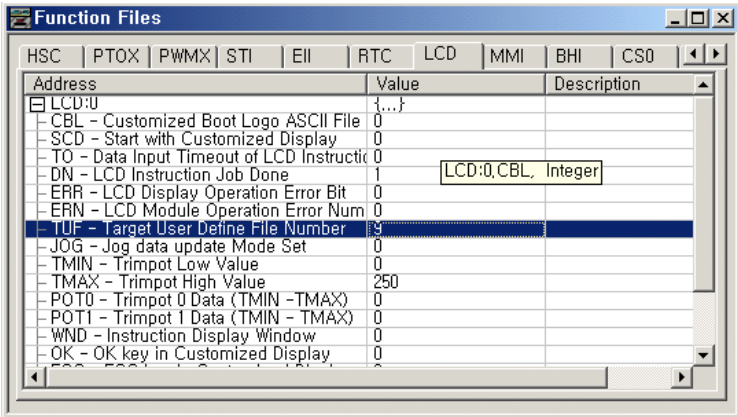 Function Files
HSC PTOX PWMX STI EII RTC LCD MMI BHI CS0
Address Value Description
LCD:0 {...}
CBL - Customized Boot Logo ASCII File 0
SCD - Start with Customized Display 0
TO - Data Input Timeout of LCD Instructi 0
DN - LCD Instruction Job Done 1
LCD:0,CBL, Integer
ERR - LCD Display Operation Error Bit 0
ERN - LCD Module Operation Error Num 0
TUF - Target User Define File Number 9
JOG - Jog data update Mode Set 0
TMIN - Trimpot Low Value 0
TMAX - Trimpot High Value 250
POT0 - Trimpot 0 Data (TMIN -TMAX) 0
POT1 - Trimpot 1 Data (TMIN - TMAX) 0
WND - Instruction Display Window 0
OK - OK key in Customized Display 0